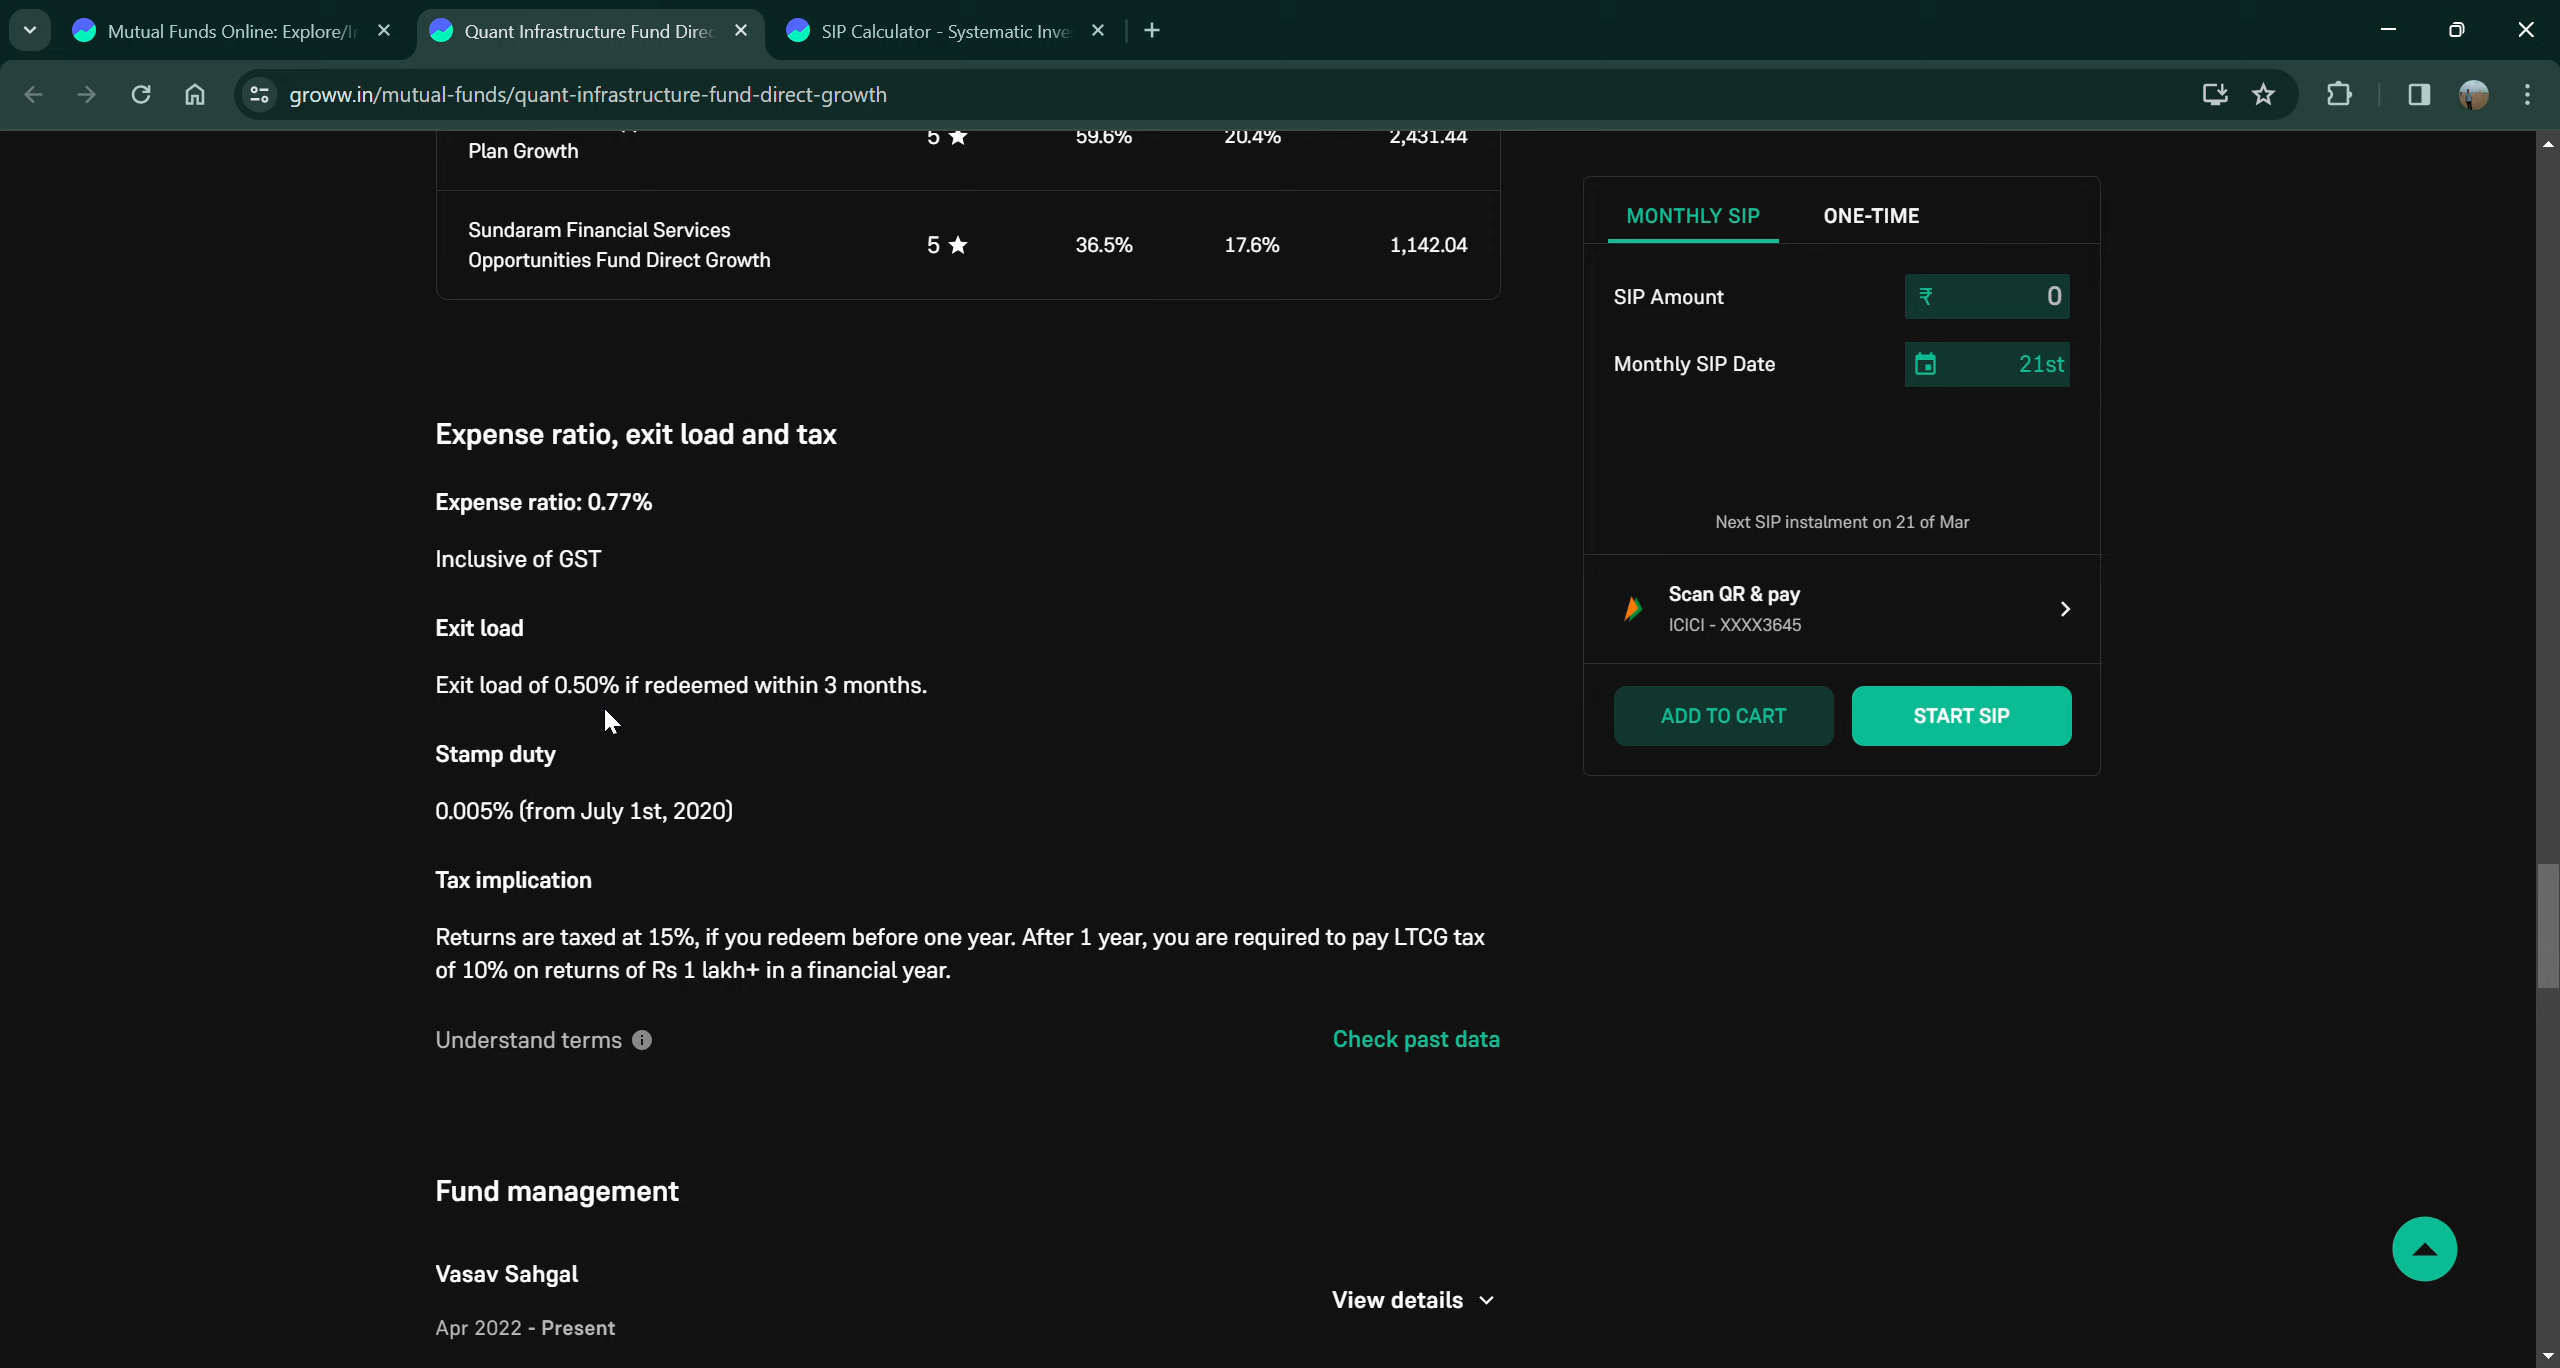 Mutual Funds Online: Explore/In
Quant Infrastructure Fund Direc
SIP Calculator - Systematic Inve
groww.in/mutual-funds/quant-infrastructure-fund-direct-growth
Plan Growth
5 ★ 59.6% 20.4% 2,431.44
Sundaram Financial Services
Opportunities Fund Direct Growth
5 ★ 36.5% 17.6% 1,142.04
Expense ratio, exit load and tax
Expense ratio: 0.77%
Inclusive of GST
Exit load
Exit load of 0.50% if redeemed within 3 months.
Stamp duty
0.005% (from July 1st, 2020)
Tax implication
Returns are taxed at 15%, if you redeem before one year. After 1 year, you are required to pay LTCG tax
of 10% on returns of Rs 1 lakh+ in a financial year.
Understand terms
Check past data
Fund management
Vasav Sahgal
Apr 2022 - Present
View details
MONTHLY SIP ONE-TIME
SIP Amount ₹ 0
Monthly SIP Date 21st
Next SIP instalment on 21 of Mar
Scan QR & pay
ICICI - XXXX3645
ADD TO CART START SIP